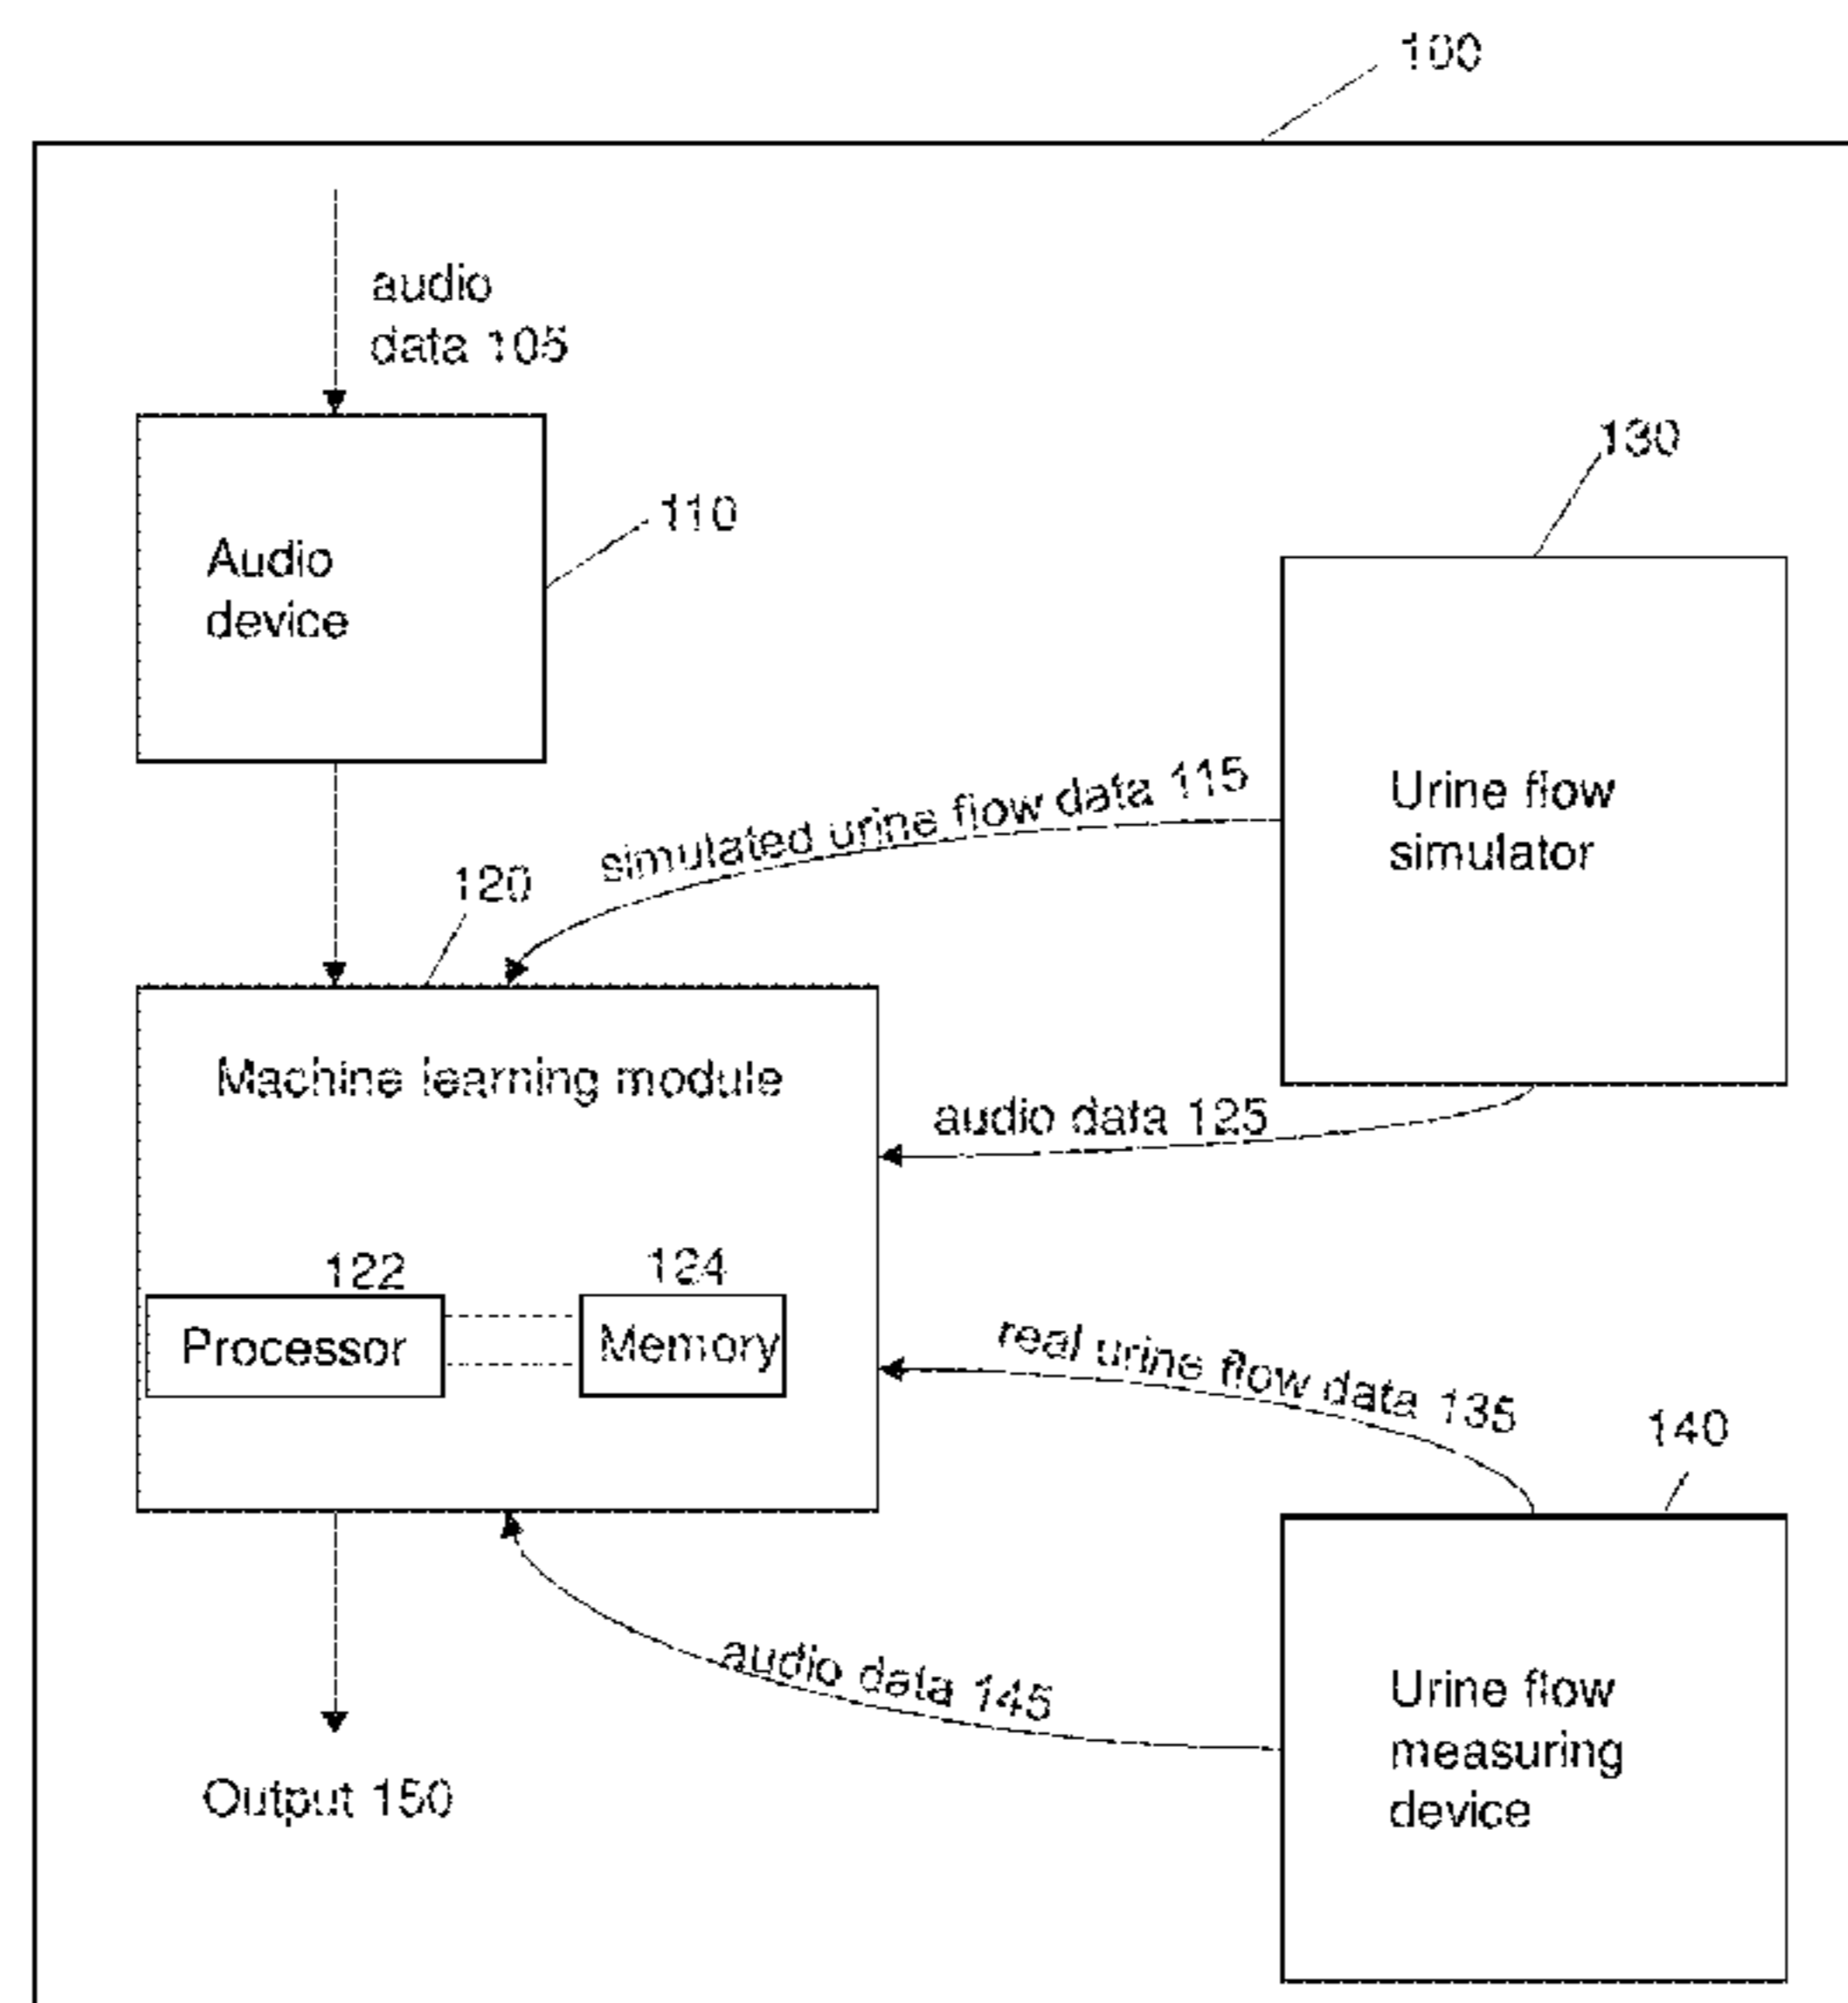 100
audio
data 105
130
110
Audio
device
simulated urine flow data 115
Urine flow
simulator
120
Machine learning module
audio data 125
122
124
Processor
Memory
real urine flow data 135
140
audio data 145
Urine flow
measuring
device
Output 150